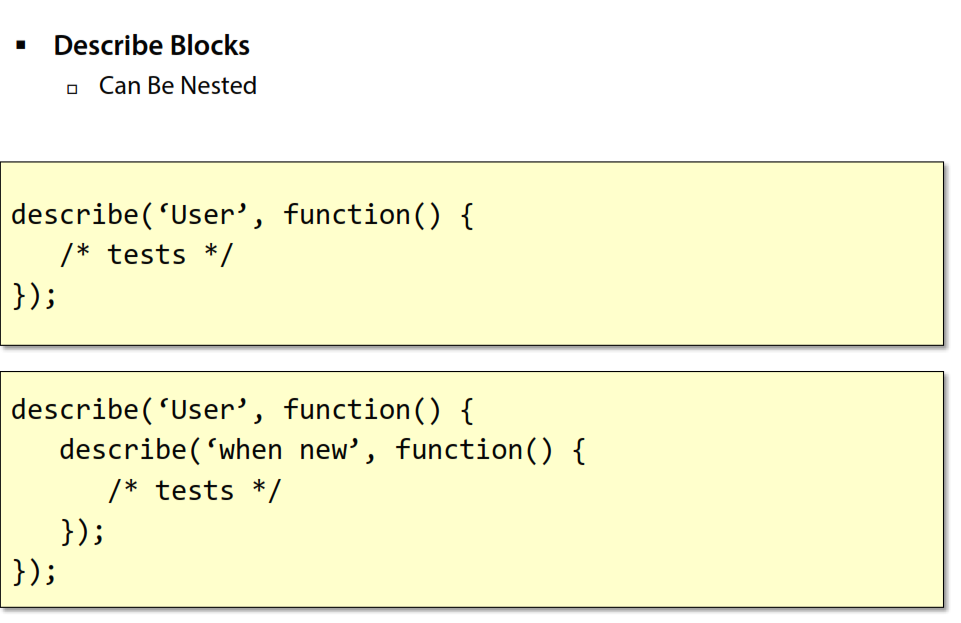 Describe Blocks
Can Be Nested
describe(‘User’, function() {
/* tests */
});
describe(‘User’, function() {
describe(‘when new’, function() {
/* tests */
});
});